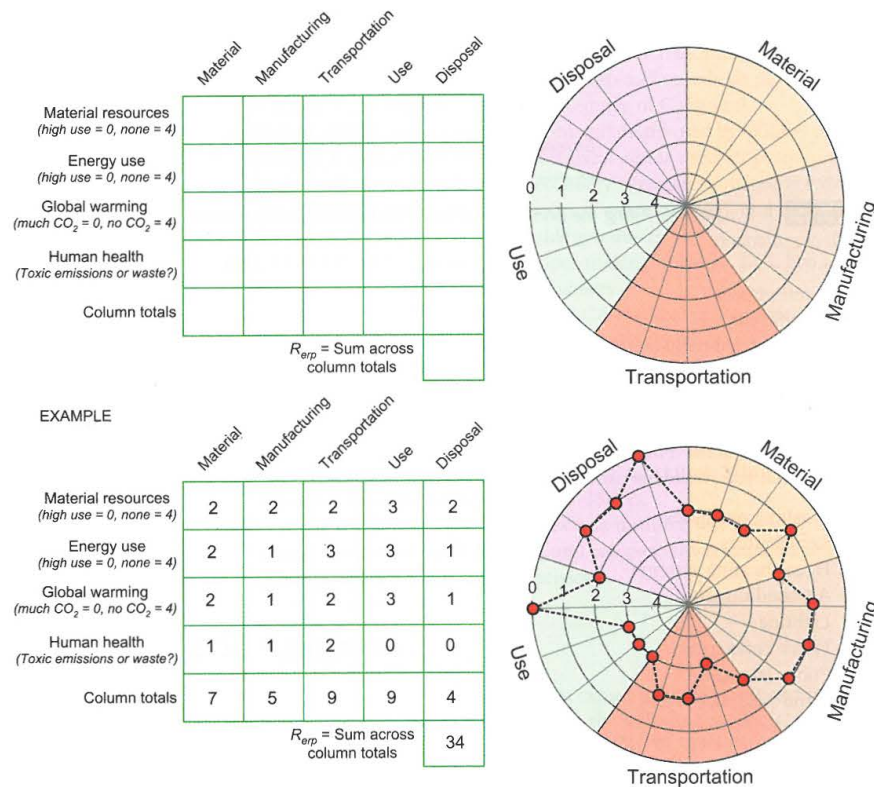 Material Manufacturing Transportation Use Disposal
Material resources
(high use = 0, none = 4)
Energy use
(high use = 0, none = 4)
Global warming
(much CO₂ = 0, no CO₂ = 4)
Human health
(Toxic emissions or waste?)
Column totals
R_erp = Sum across
column totals
Disposal
Material
0 1 2 3 4
Use
Manufacturing
Transportation
EXAMPLE
Material Manufacturing Transportation Use Disposal
Material resources 2 2 2 3 2
(high use = 0, none = 4)
Energy use 2 1 3 3 1
(high use = 0, none = 4)
Global warming 2 1 2 3 1
(much CO₂ = 0, no CO₂ = 4)
Human health 1 1 2 0 0
(Toxic emissions or waste?)
Column totals 7 5 9 9 4
R_erp = Sum across 34
column totals
Disposal
Material
0 1 2 3 4
Use
Manufacturing
Transportation